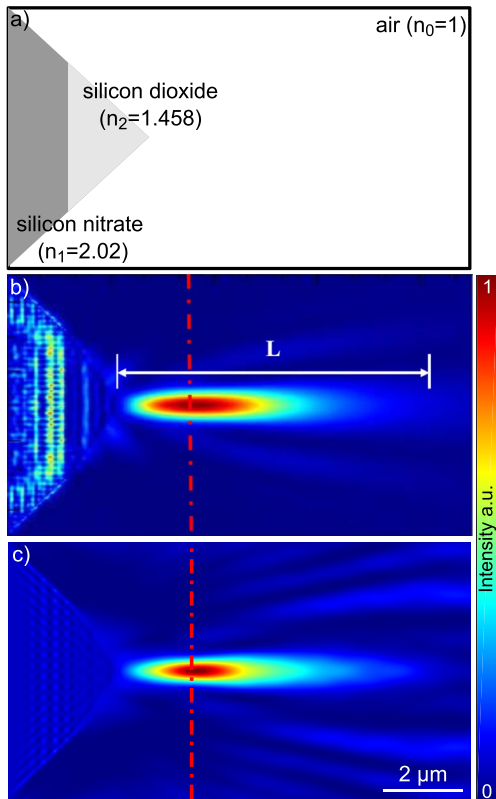 a)
air (n₀=1)
silicon dioxide
(n₂=1.458)
silicon nitrate
(n₁=2.02)
b)
1
L
Intensity a.u.
c)
2 µm
0